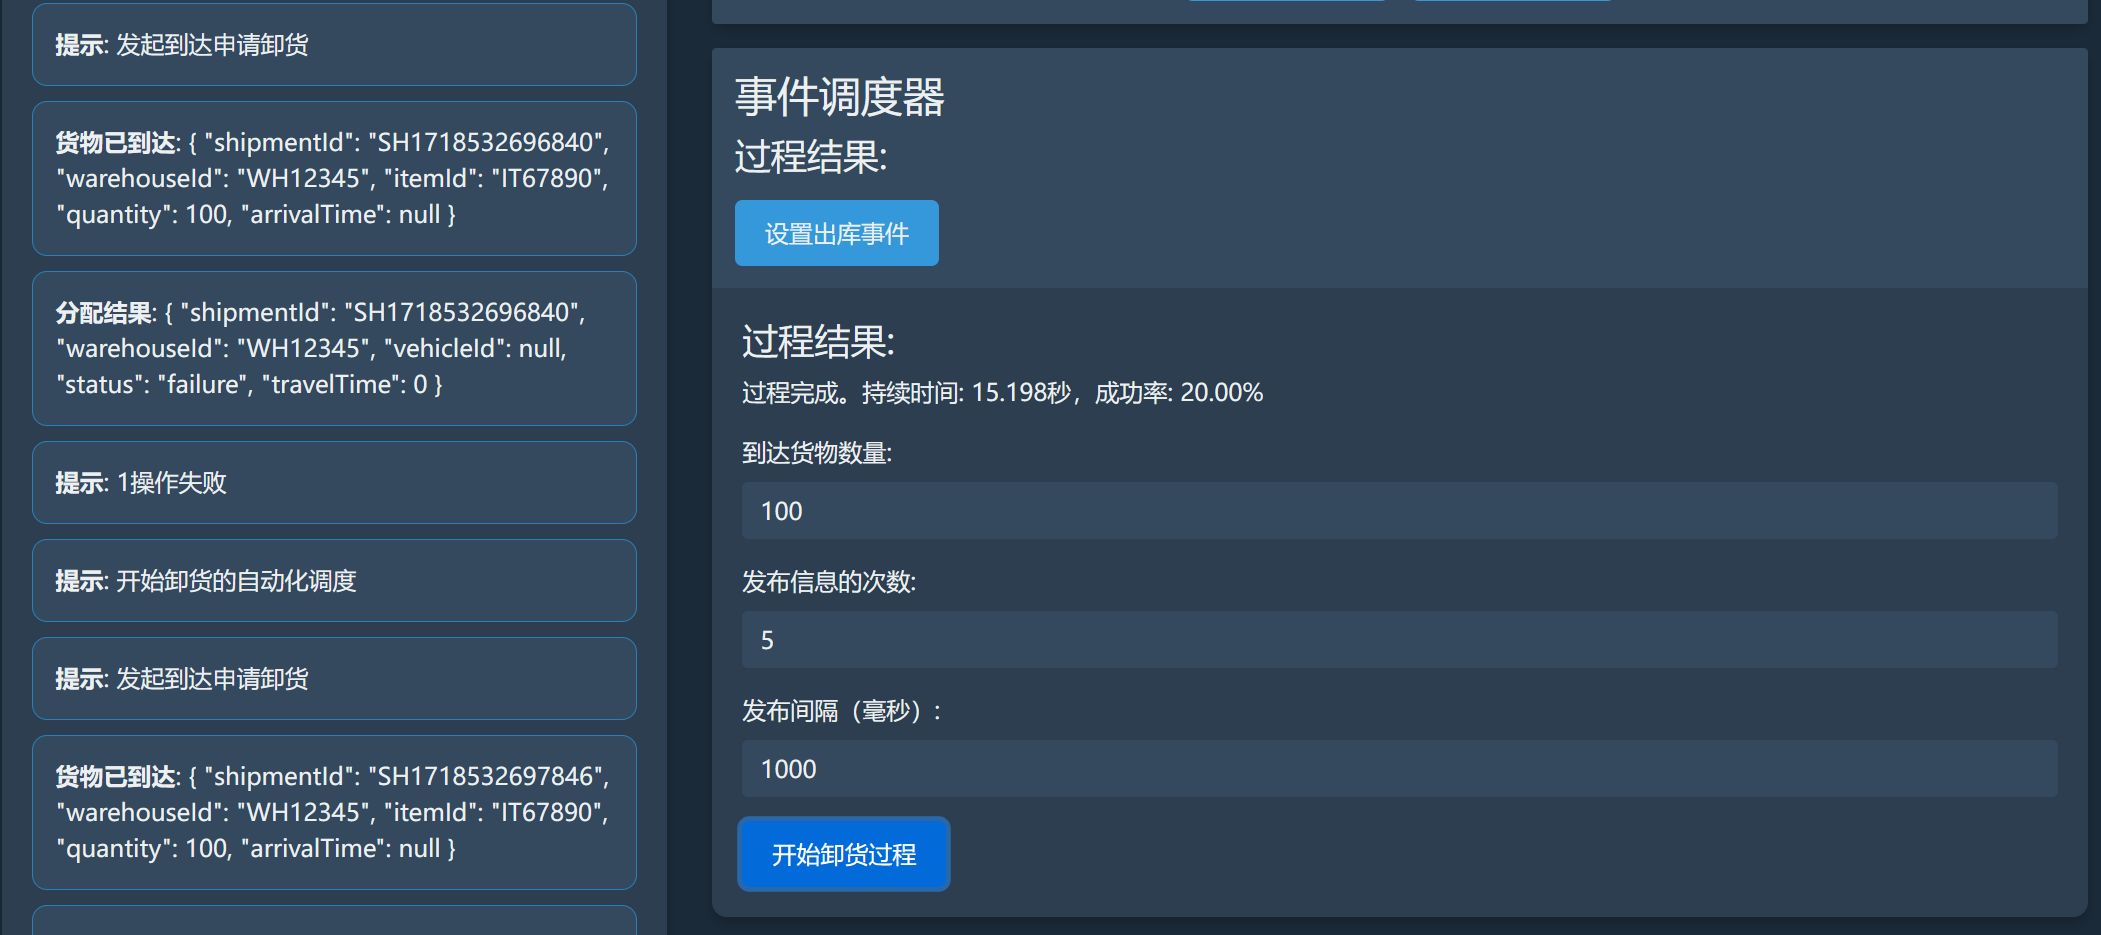 提示: 发起到达申请卸货
货物已到达: { "shipmentId": "SH1718532696840",
"warehouseId": "WH12345", "itemId": "IT67890",
"quantity": 100, "arrivalTime": null }
分配结果: { "shipmentId": "SH1718532696840",
"warehouseId": "WH12345", "vehicleId": null,
"status": "failure", "travelTime": 0 }
提示: 1操作失败
提示: 开始卸货的自动化调度
提示: 发起到达申请卸货
货物已到达: { "shipmentId": "SH1718532697846",
"warehouseId": "WH12345", "itemId": "IT67890",
"quantity": 100, "arrivalTime": null }
事件调度器
过程结果:
设置出库事件
过程结果:
过程完成。持续时间: 15.198秒，成功率: 20.00%
到达货物数量:
100
发布信息的次数:
5
发布间隔（毫秒）:
1000
开始卸货过程